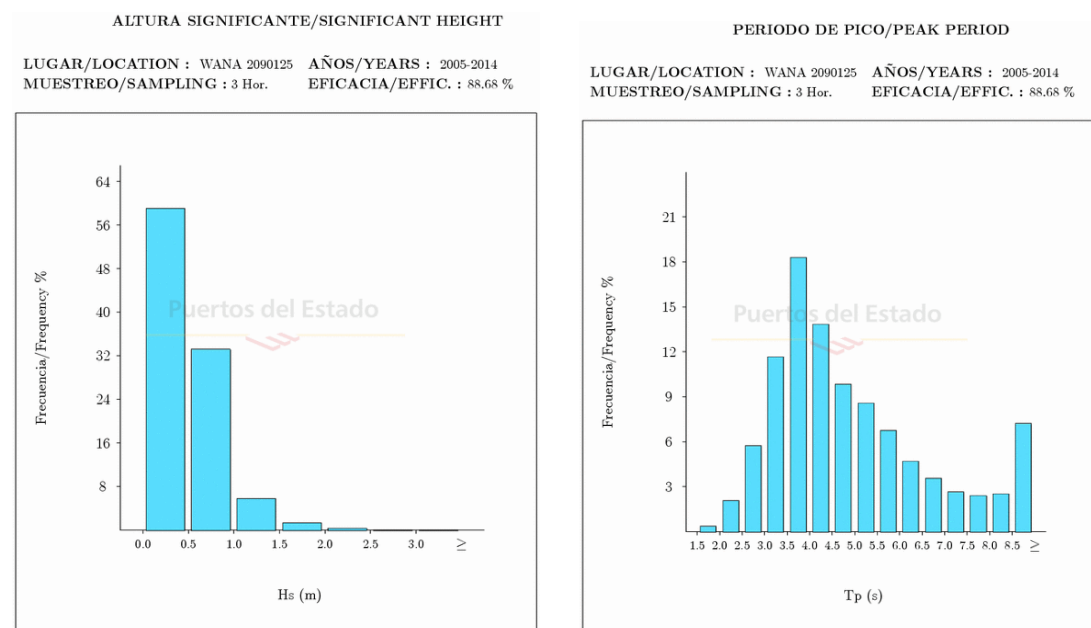 ALTURA SIGNIFICANTE/SIGNIFICANT HEIGHT
LUGAR/LOCATION : WANA 2090125 AÑOS/YEARS : 2005-2014
MUESTREO/SAMPLING : 3 Hor. EFICACIA/EFFIC. : 88.68 %
Frecuencia/Frequency %
64
56
48
40
32
24
16
8
Puertos del Estado
0.0 0.5 1.0 1.5 2.0 2.5 3.0 ≥
Hs (m)
PERIODO DE PICO/PEAK PERIOD
LUGAR/LOCATION : WANA 2090125 AÑOS/YEARS : 2005-2014
MUESTREO/SAMPLING : 3 Hor. EFICACIA/EFFIC. : 88.68 %
Frecuencia/Frequency %
21
18
15
12
9
6
3
Puertos del Estado
1.5 2.0 2.5 3.0 3.5 4.0 4.5 5.0 5.5 6.0 6.5 7.0 7.5 8.0 8.5 ≥
Tp (s)